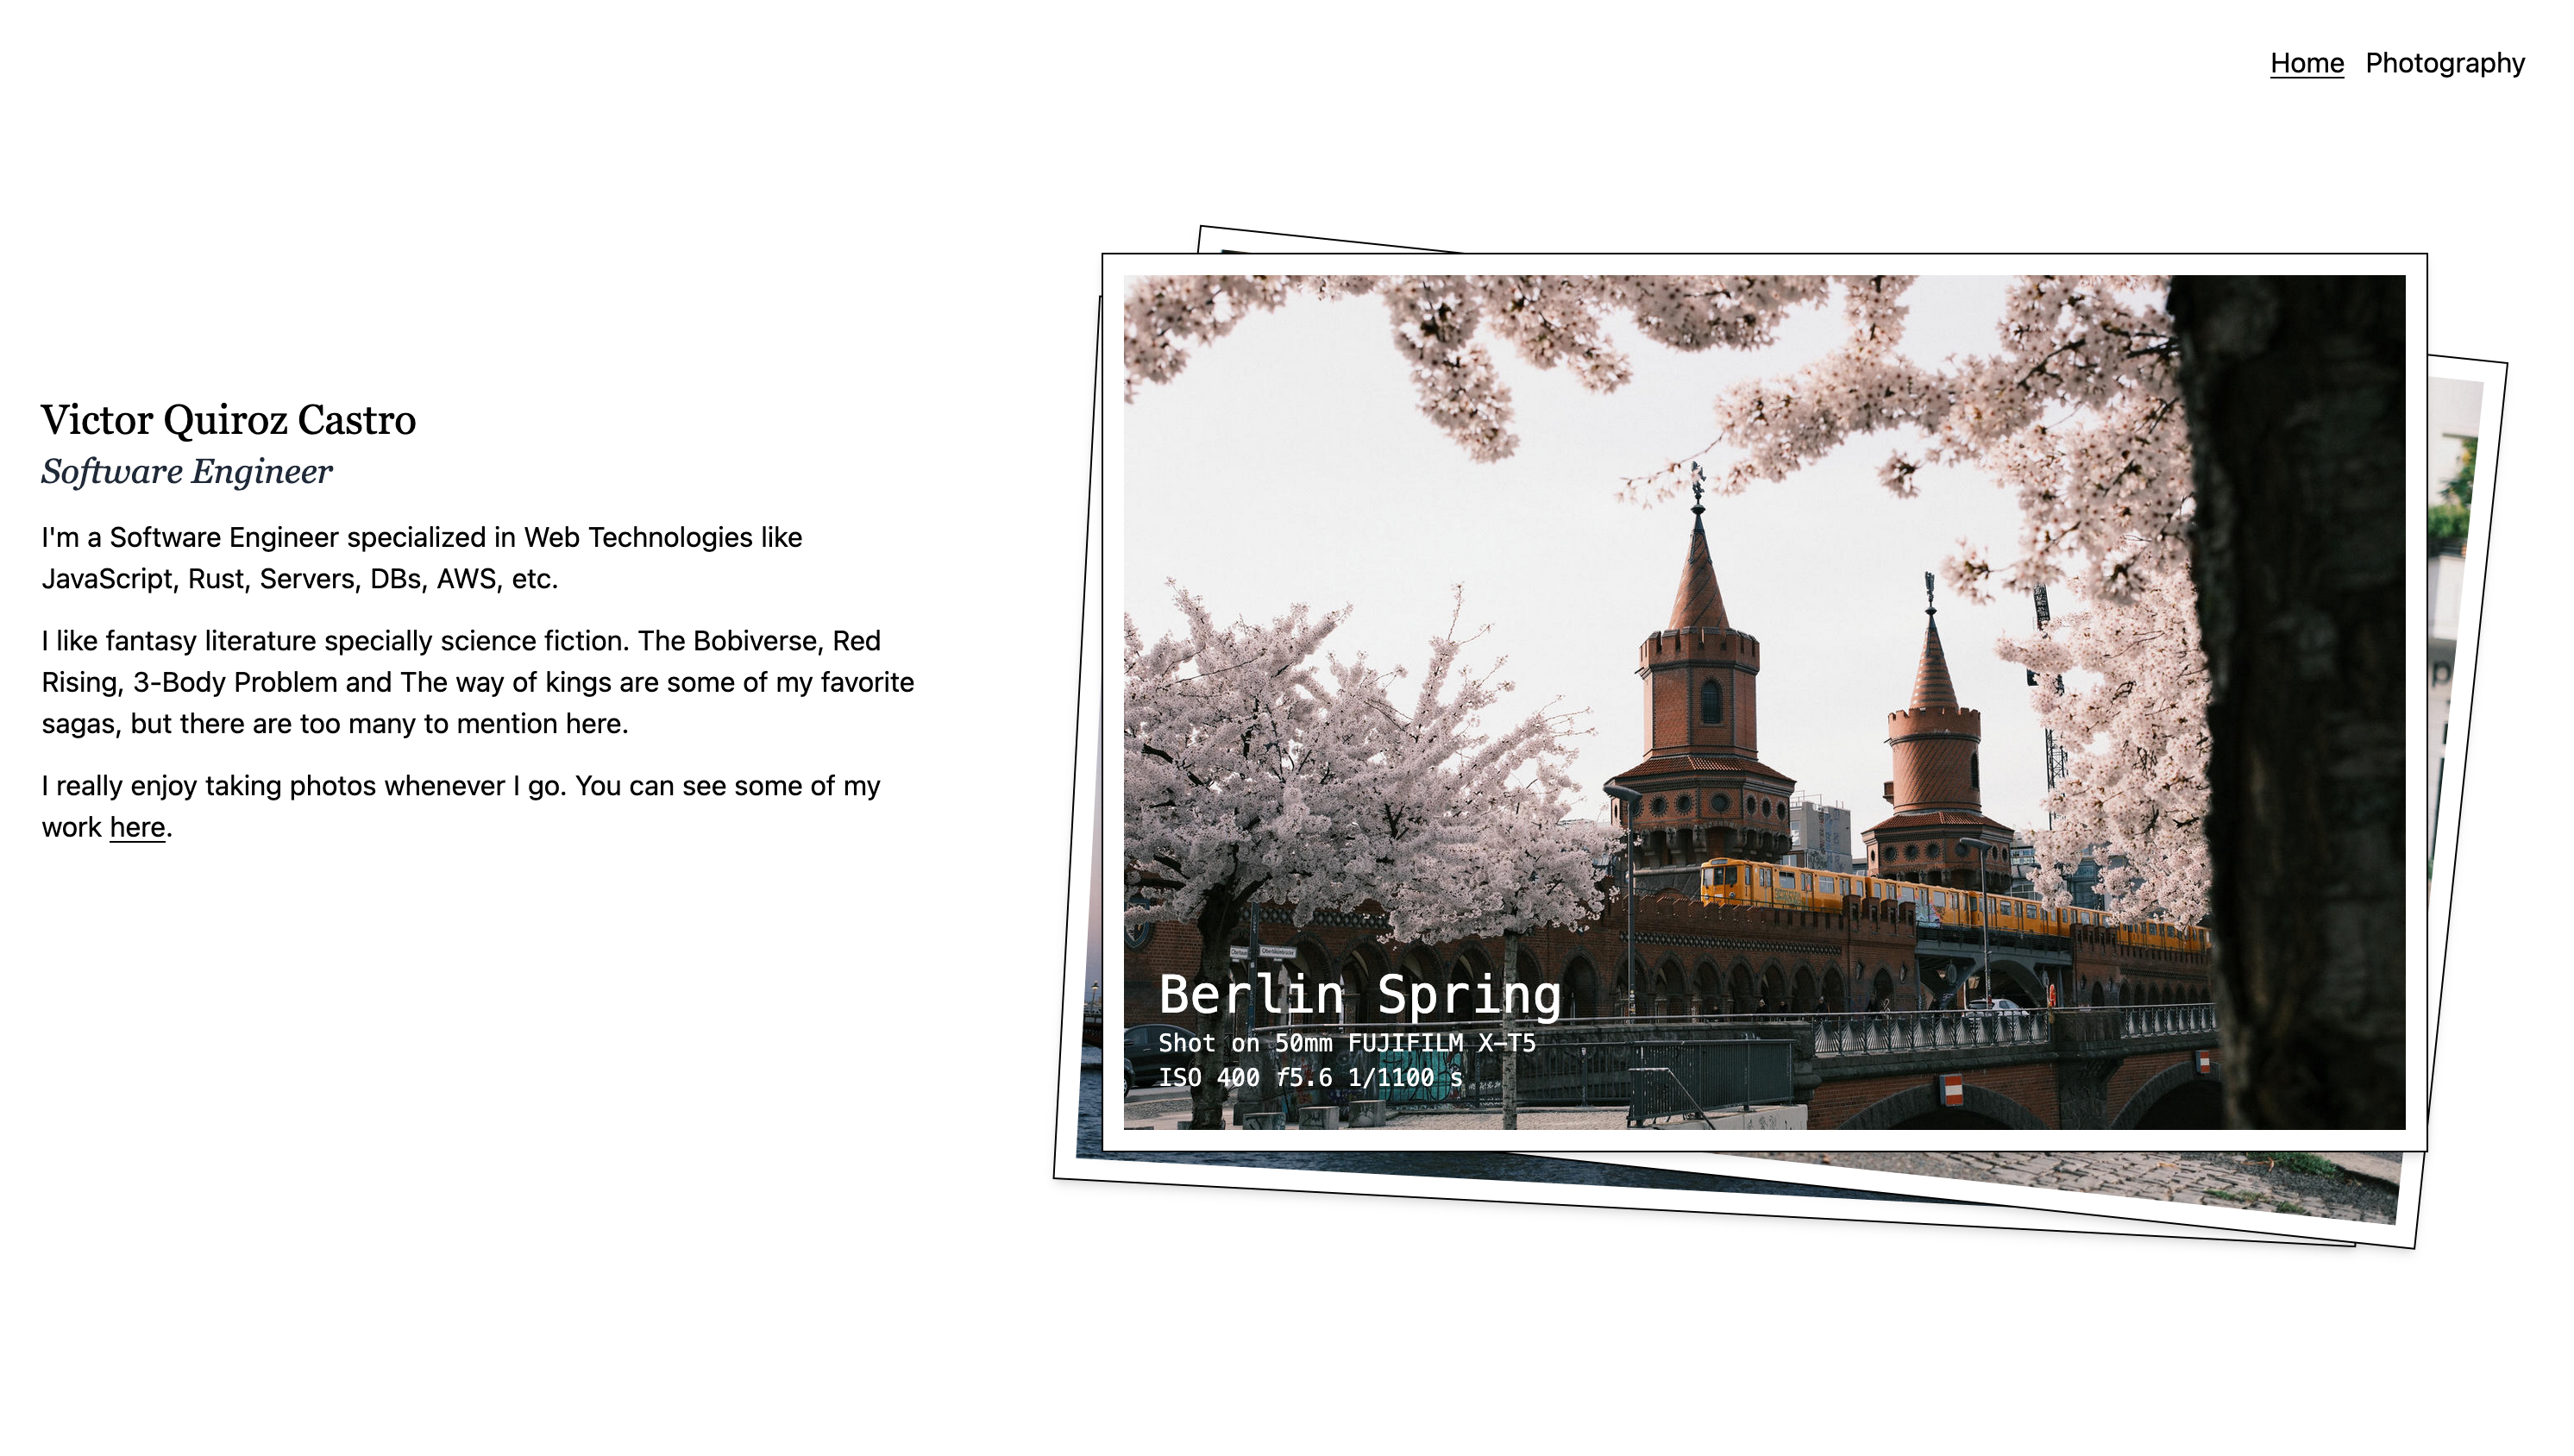 Home Photography
Victor Quiroz Castro
Software Engineer
I'm a Software Engineer specialized in Web Technologies like
JavaScript, Rust, Servers, DBs, AWS, etc.
I like fantasy literature specially science fiction. The Bobiverse, Red
Rising, 3-Body Problem and The way of kings are some of my favorite
sagas, but there are too many to mention here.
I really enjoy taking photos whenever I go. You can see some of my
work here.
Berlin Spring
Shot on 50mm FUJIFILM X-T5
ISO 400 f5.6 1/1100 s